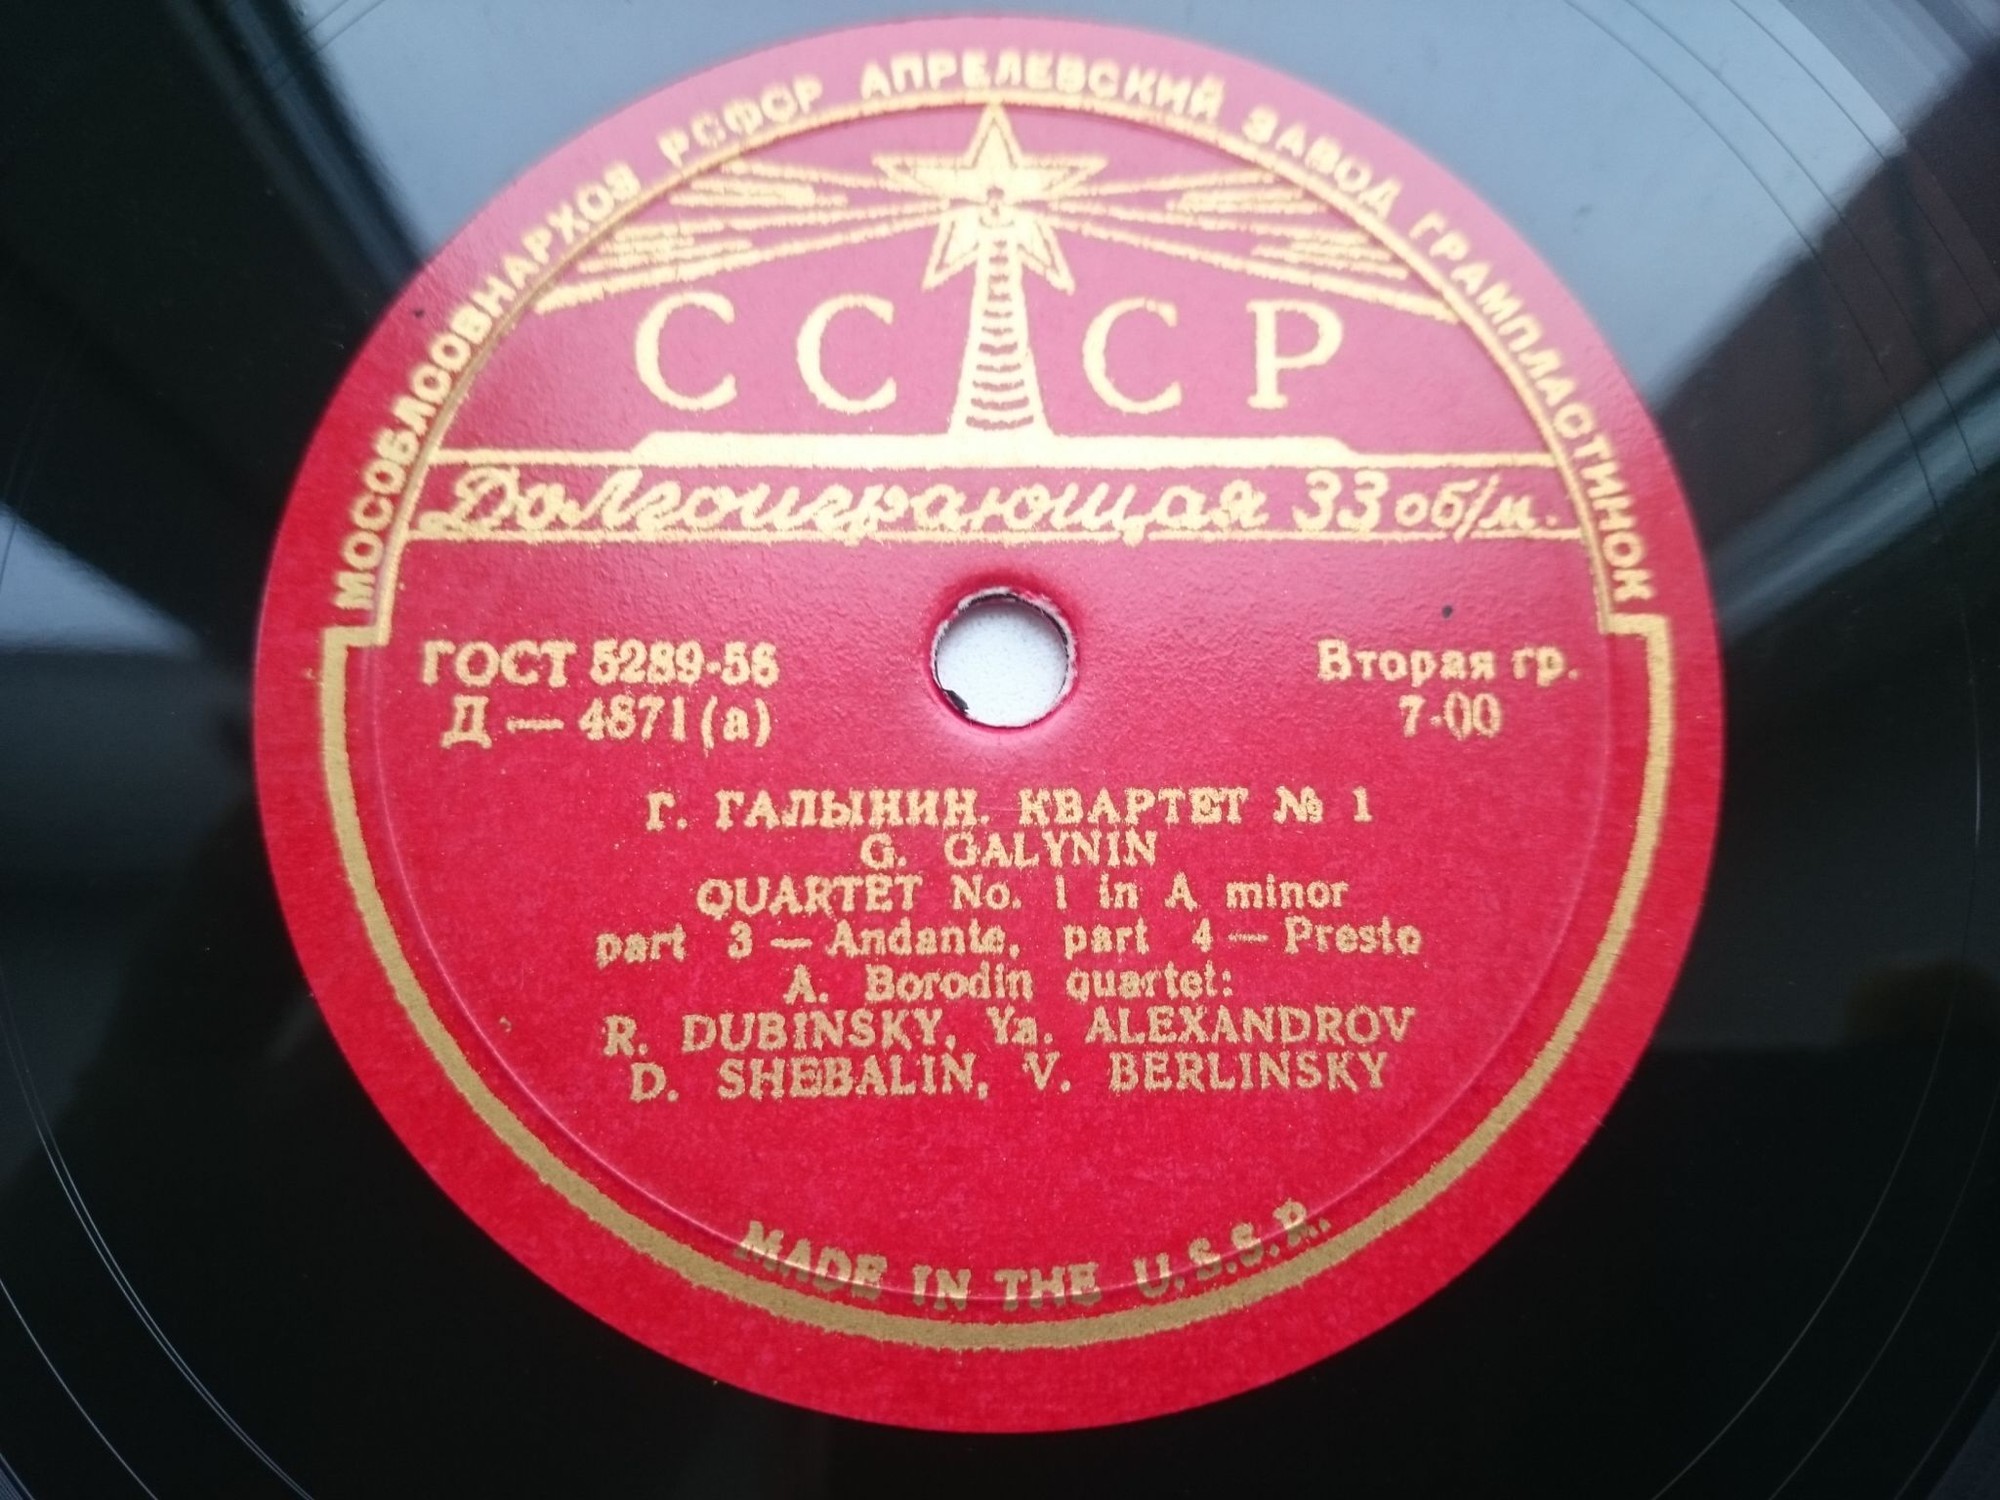 МОСОБЛСОВНАРХОЗ РСФСР АПРЕЛЕВСКИЙ ЗАВОД ГРАМПЛАСТИНОК
СССР
Долгоиграющая 33 об/м.
ГОСТ 5289-56
Вторая гр.
Д — 4871(а)
7-00
Г. ГАЛЫНИН. КВАРТЕТ № 1
G. GALYNIN
QUARTET No. 1 in A minor
part 3 — Andante, part 4 — Presto
A. Borodin quartet:
R. DUBINSKY, Ya. ALEXANDROV
D. SHEBALIN, V. BERLINSKY
MADE IN THE U.S.S.R.